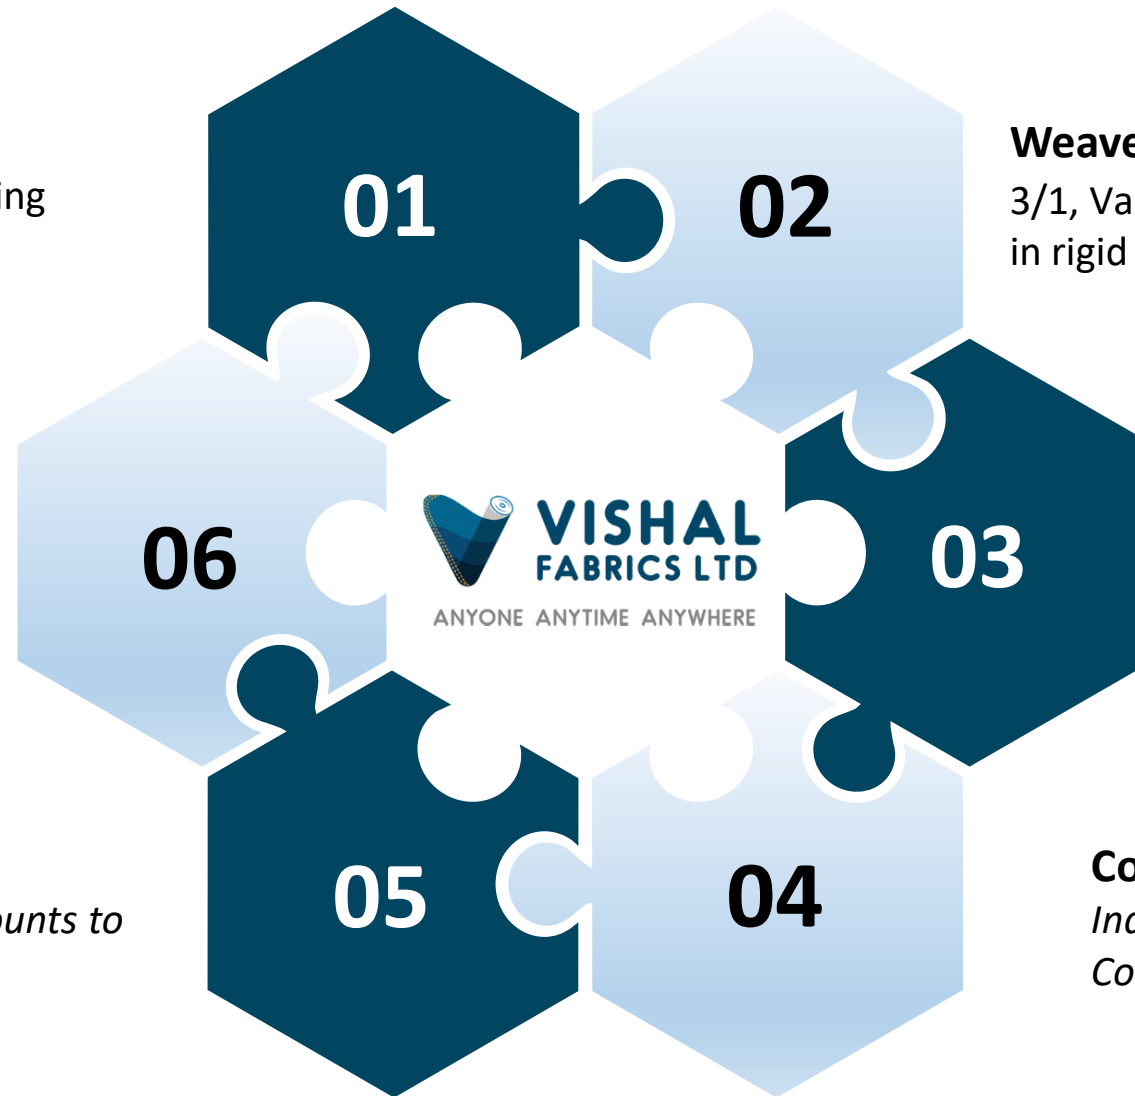 01
02
Weave
3/1, Va
in rigid
ing
06
03
VISHAL
FABRICS LTD
ANYONE ANYTIME ANYWHERE
05
04
ounts to
Co
Ind
Co